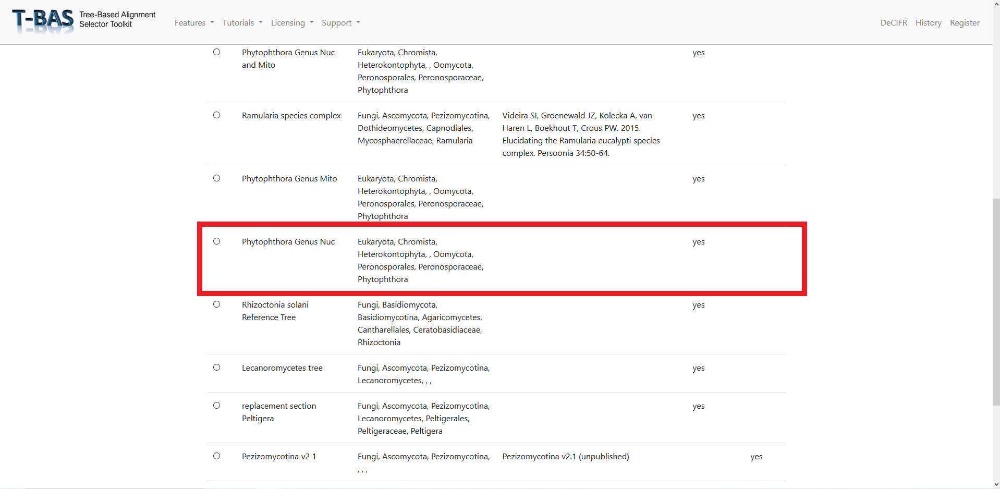 T-BAS Tree-Based Alignment
Selector Toolkit
Features Tutorials Licensing Support DeCIFR History Register
Phytophthora Genus Nuc
and Mito
Eukaryota, Chromista,
Heterokontophyta, , Oomycota,
Peronosporales, Peronosporaceae,
Phytophthora
yes
Ramularia species complex
Fungi, Ascomycota, Pezizomycotina,
Dothideomycetes, Capnodiales,
Mycosphaerellaceae, Ramularia
Videira SI, Groenewald JZ, Kolecka A, van
Haren L, Boekhout T, Crous PW. 2015.
Elucidating the Ramularia eucalypti species
complex. Persoonia 34:50-64.
yes
Phytophthora Genus Mito
Eukaryota, Chromista,
Heterokontophyta, , Oomycota,
Peronosporales, Peronosporaceae,
Phytophthora
yes
Phytophthora Genus Nuc
Eukaryota, Chromista,
Heterokontophyta, , Oomycota,
Peronosporales, Peronosporaceae,
Phytophthora
yes
Rhizoctonia solani
Reference Tree
Fungi, Basidiomycota,
Basidiomycotina, Agaricomycetes,
Cantharellales, Ceratobasidiaceae,
Rhizoctonia
yes
Lecanoromycetes tree
Fungi, Ascomycota, Pezizomycotina,
Lecanoromycetes, , ,
yes
replacement section
Peltigera
Fungi, Ascomycota, Pezizomycotina,
Lecanoromycetes, Peltigerales,
Peltigeraceae, Peltigera
yes
Pezizomycotina v2 1
Fungi, Ascomycota, Pezizomycotina,
, , ,
Pezizomycotina v2.1 (unpublished)
yes